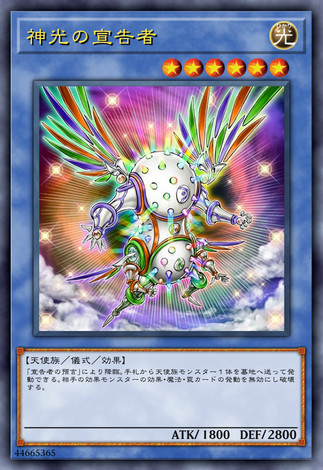 神光の宣告者
光
【天使族／儀式／効果】
「宣告者の預言」により降臨。手札から天使族モンスター１体を墓地へ送って発
動できる。相手の効果モンスターの効果・魔法・罠カードの発動を無効にし破壊
する。
ATK/ 1800 DEF/ 2800
44665365